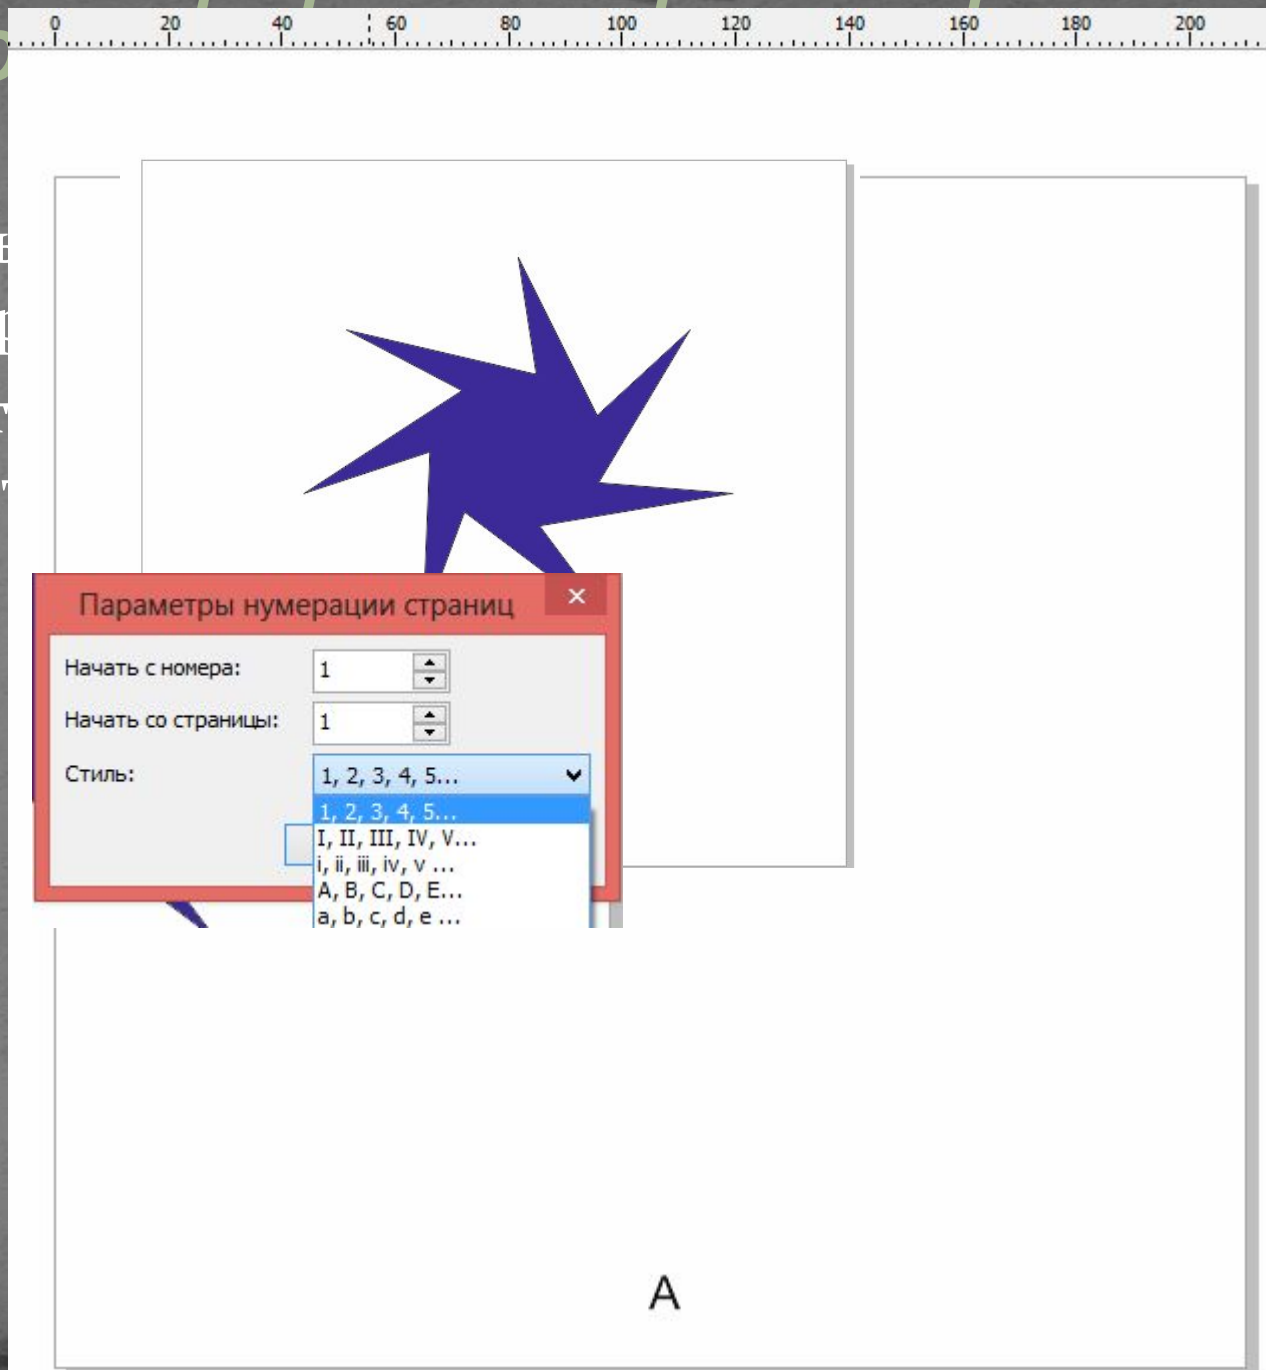 0 20 40 60 80 100 120 140 160 180 200
Параметры нумерации страниц
Начать с номера: 1
Начать со страницы: 1
Стиль: 1, 2, 3, 4, 5...
1, 2, 3, 4, 5...
I, II, III, IV, V...
i, ii, iii, iv, v ...
A, B, C, D, E...
a, b, c, d, e ...
A